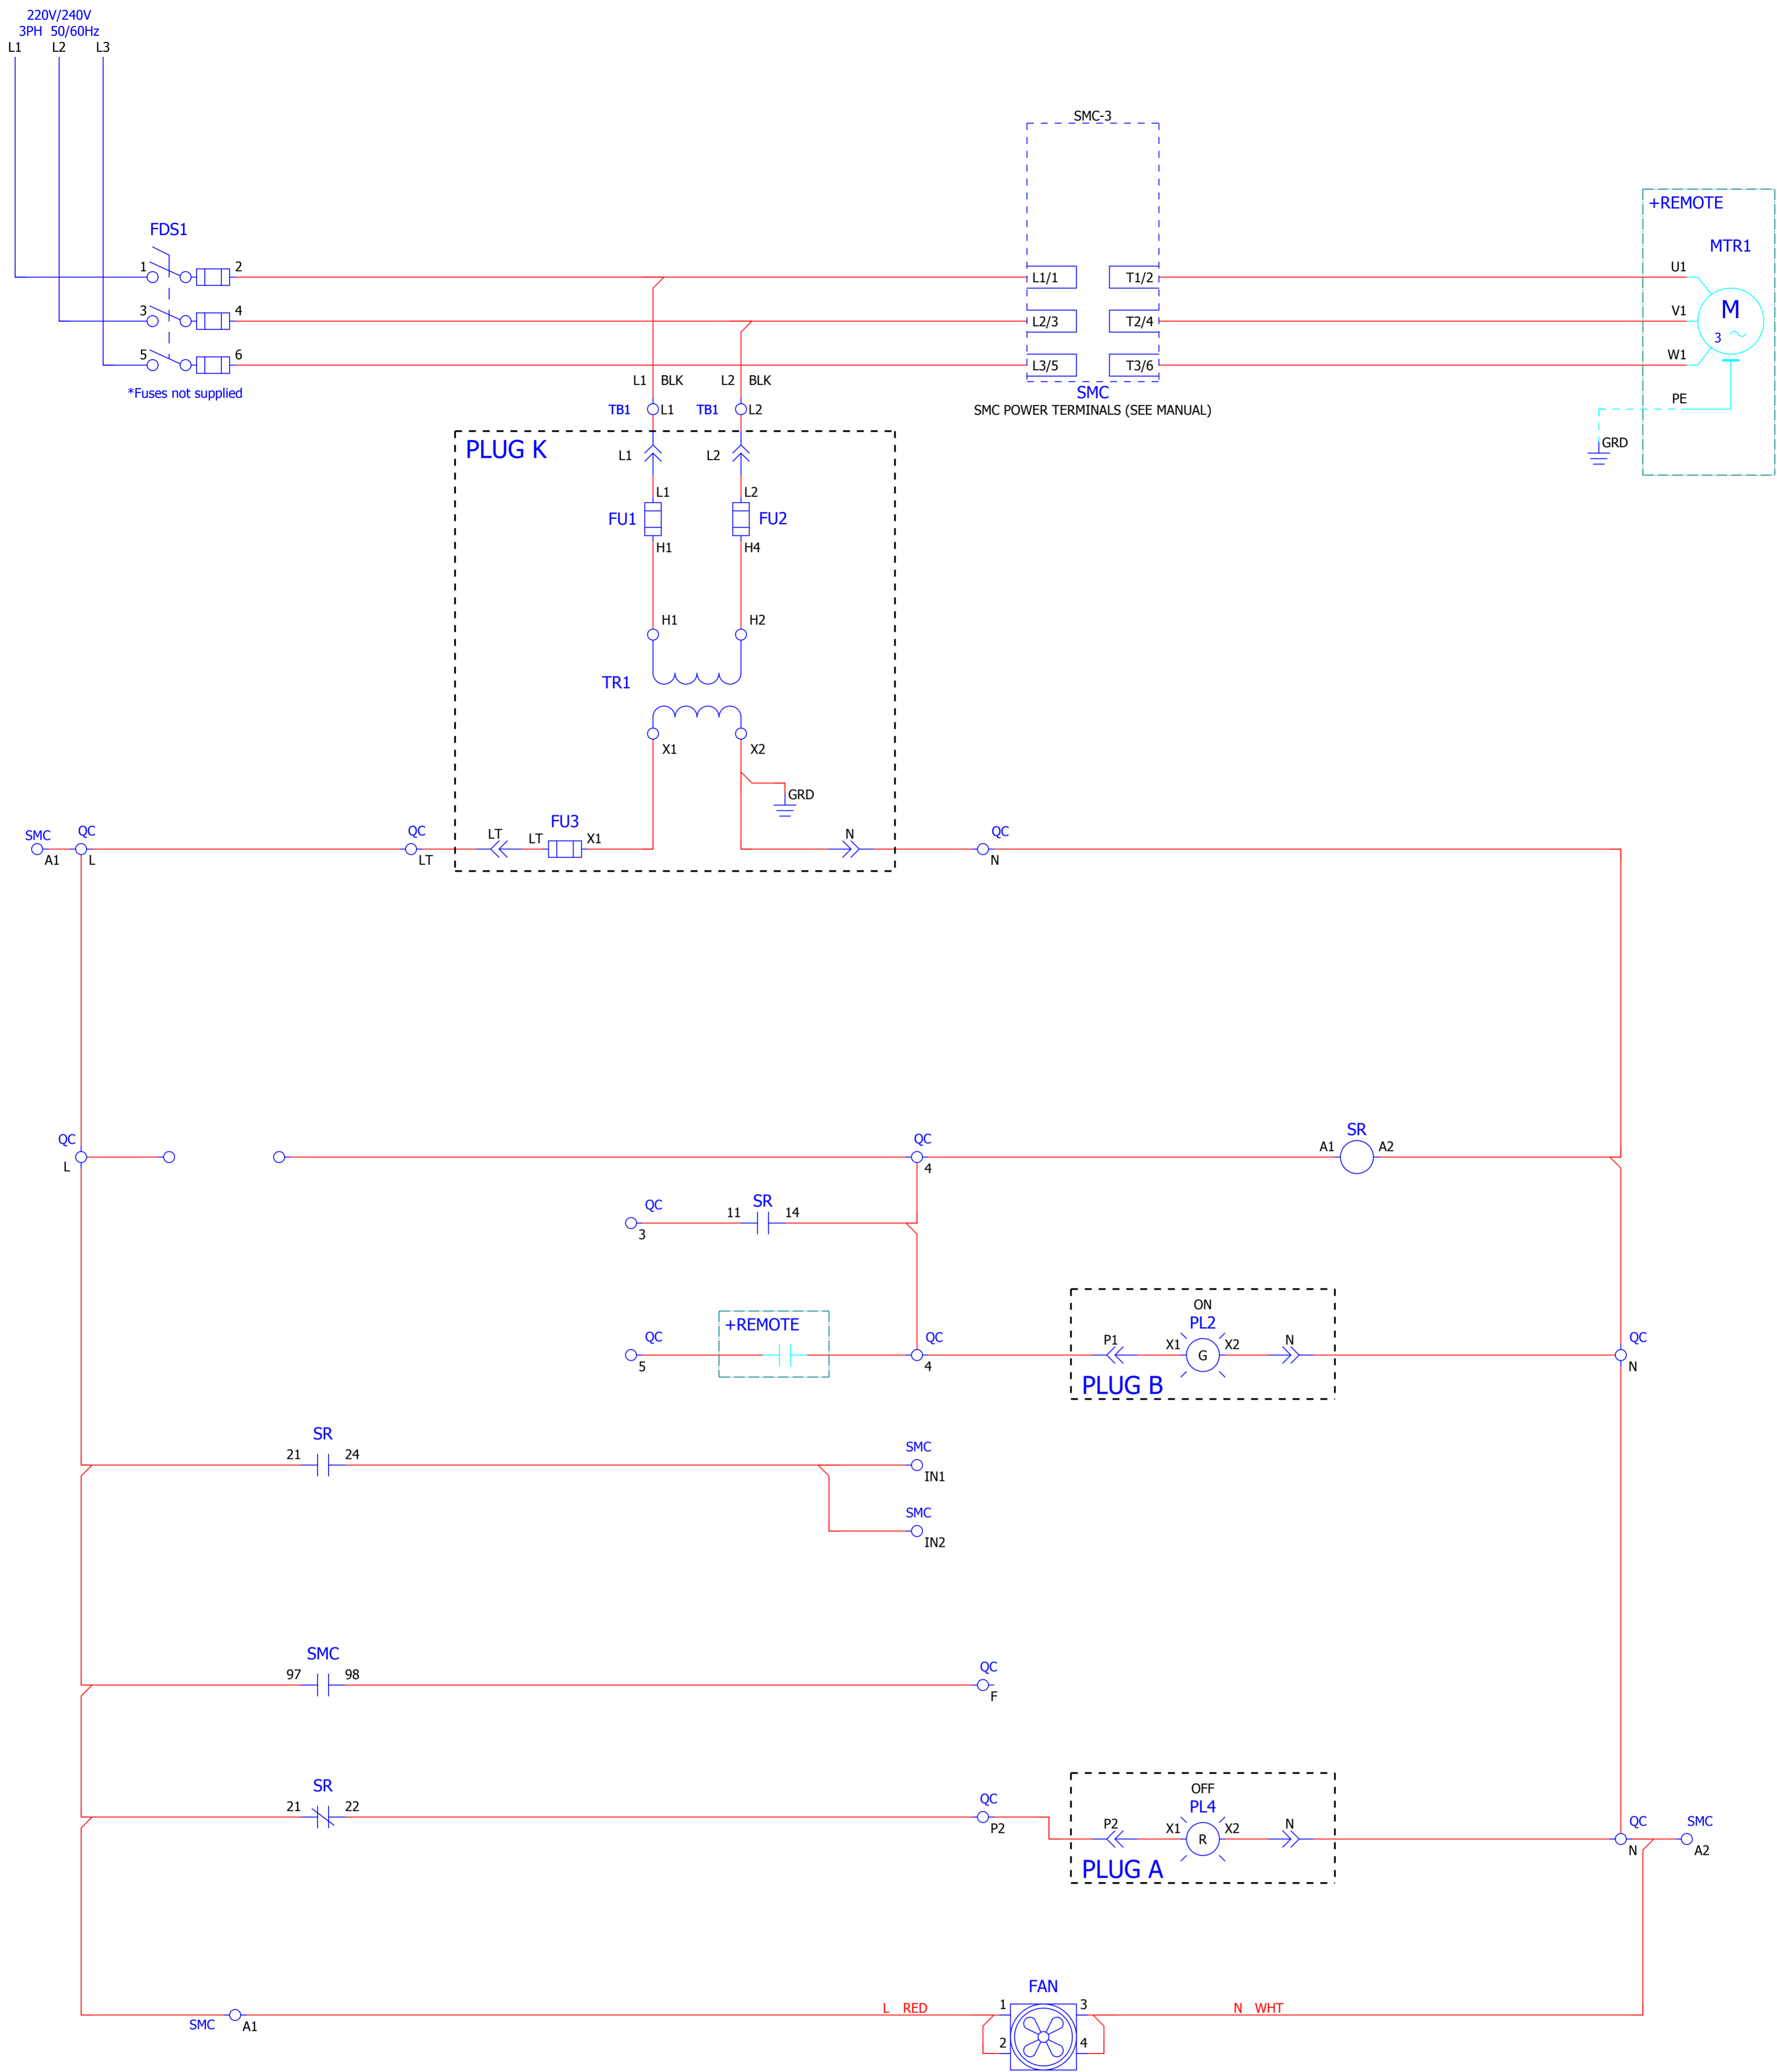 220V/240V
3PH 50/60Hz
L1 L2 L3
SMC-3
+REMOTE
MTR1
FDS1
1 2 L1/1 T1/2 U1
3 4 L2/3 T2/4 V1 M
3
5 6 L3/5 T3/6 W1
*Fuses not supplied
L1 BLK L2 BLK
SMC
SMC POWER TERMINALS (SEE MANUAL)
PE
TB1 L1 TB1 L2
GRD
PLUG K
L1 L2
L1 L2
FU1 FU2
H1 H4
H1 H2
TR1
X1 X2
GRD
FU3
SMC QC QC LT LT X1 N QC
A1 L LT N
QC QC SR
A1 A2
L 4
QC SR
11 14
3
ON
+REMOTE PL2
QC QC P1 X1 G X2 N QC
5 4 N
PLUG B
SR SMC
21 24
IN1
SMC
IN2
SMC QC
97 98
F
SR OFF
PL4
21 22 QC
P2
P2 X1 R X2 N QC SMC
N A2
PLUG A
FAN
L RED 1 3 N WHT
SMC A1
2 4